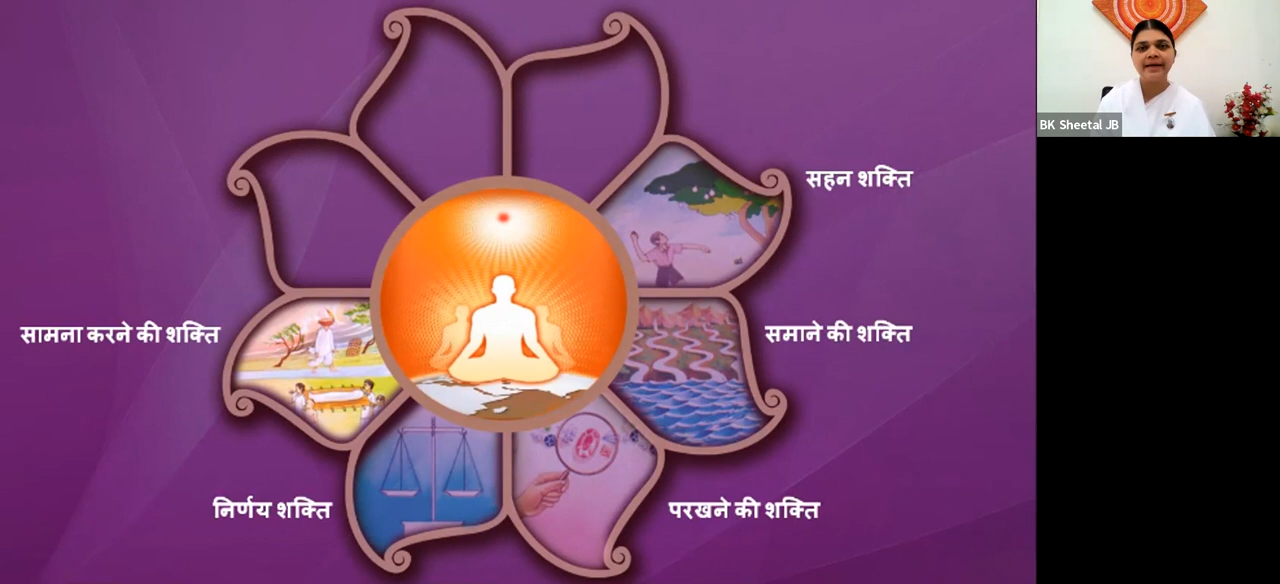 BK Sheetal JB
सहन शक्ति
सामना करने की शक्ति
समाने की शक्ति
निर्णय शक्ति
परखने की शक्ति